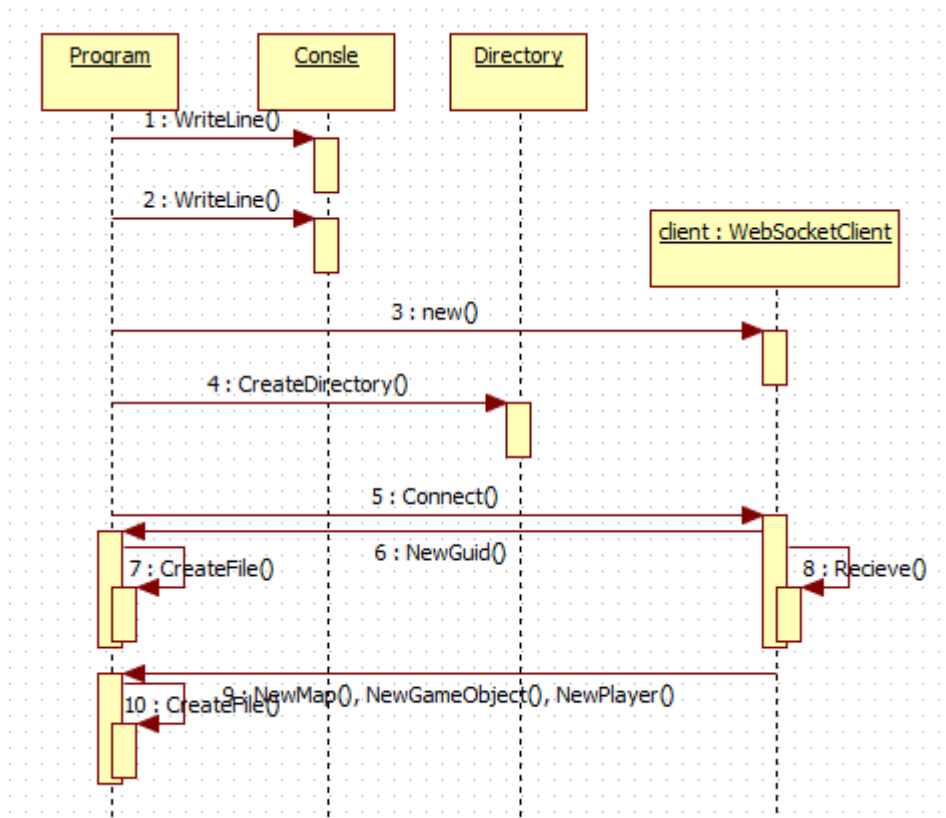 Program
Consle
Directory
1 : WriteLine()
2 : WriteLine()
client : WebSocketClient
3 : new()
4 : CreateDirectory()
5 : Connect()
6 : NewGuid()
7 : CreateFile()
8 : Recieve()
9 : NewMap(), NewGameObject(), NewPlayer()
10 : CreateFile()